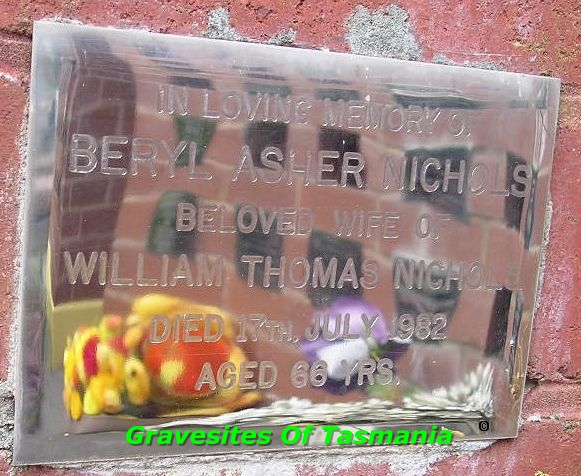 IN LOVING MEMORY OF
BERYL ASHER NICHOLS
BELOVED WIFE OF
WILLIAM THOMAS NICHOLS
DIED 17TH. JULY 1982
AGED 66 YRS.
©
Gravesites Of Tasmania